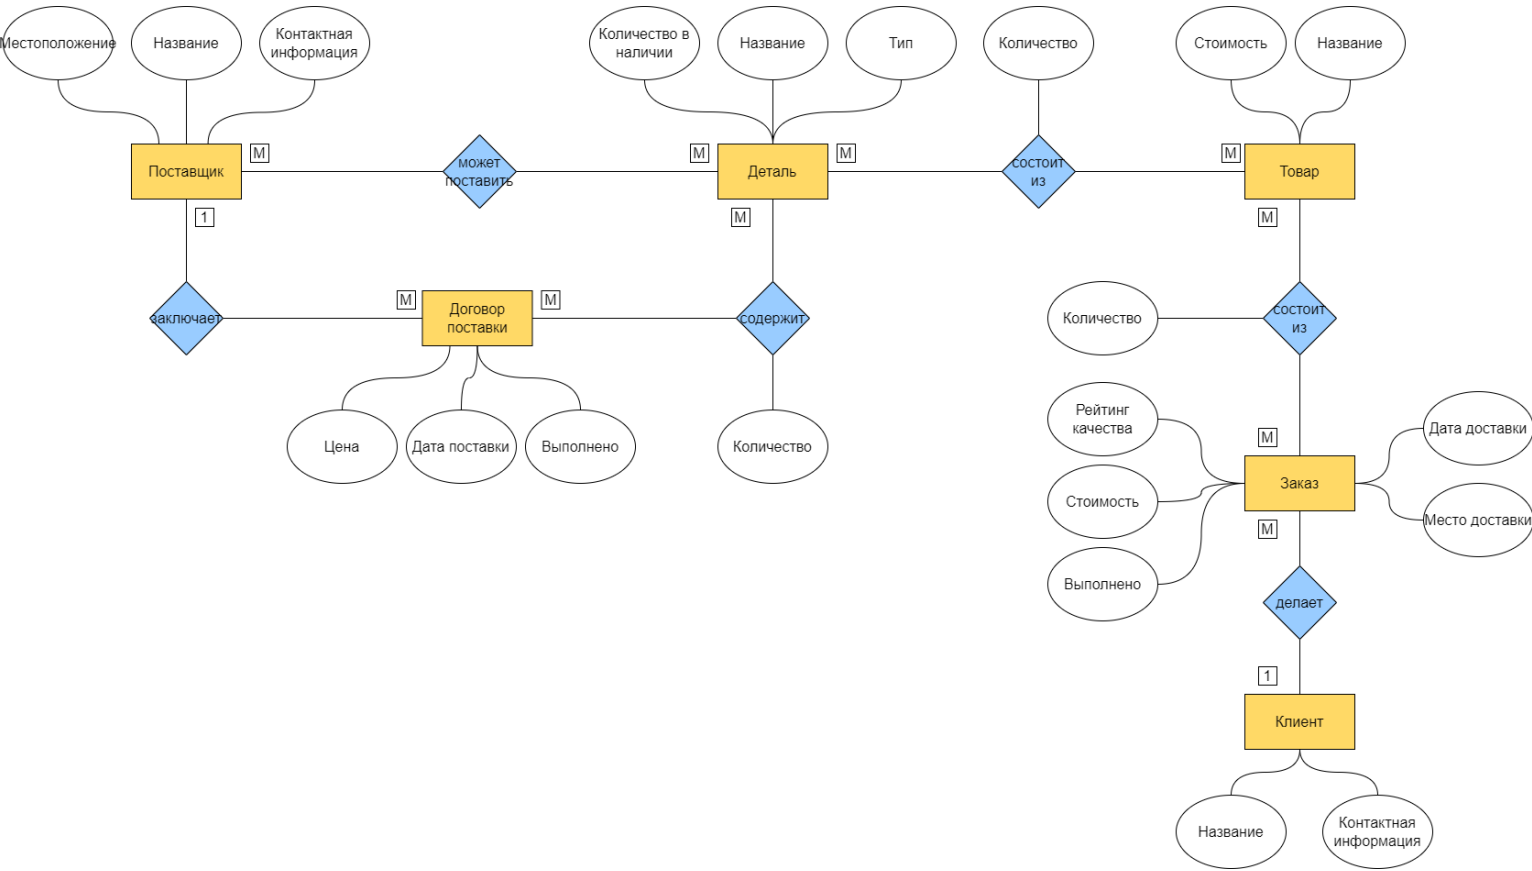 Местоположение
Название
Контактная
информация
Количество в
наличии
Название
Тип
Количество
Стоимость
Название
M
M
M
M
Поставщик
может
поставить
Деталь
состоит
из
Товар
1
M
M
M
M
заключает
Договор
поставки
содержит
Количество
состоит
из
Цена
Дата поставки
Выполнено
Количество
Рейтинг
качества
M
Дата доставки
Заказ
Стоимость
Место доставки
M
Выполнено
делает
1
Клиент
Название
Контактная
информация